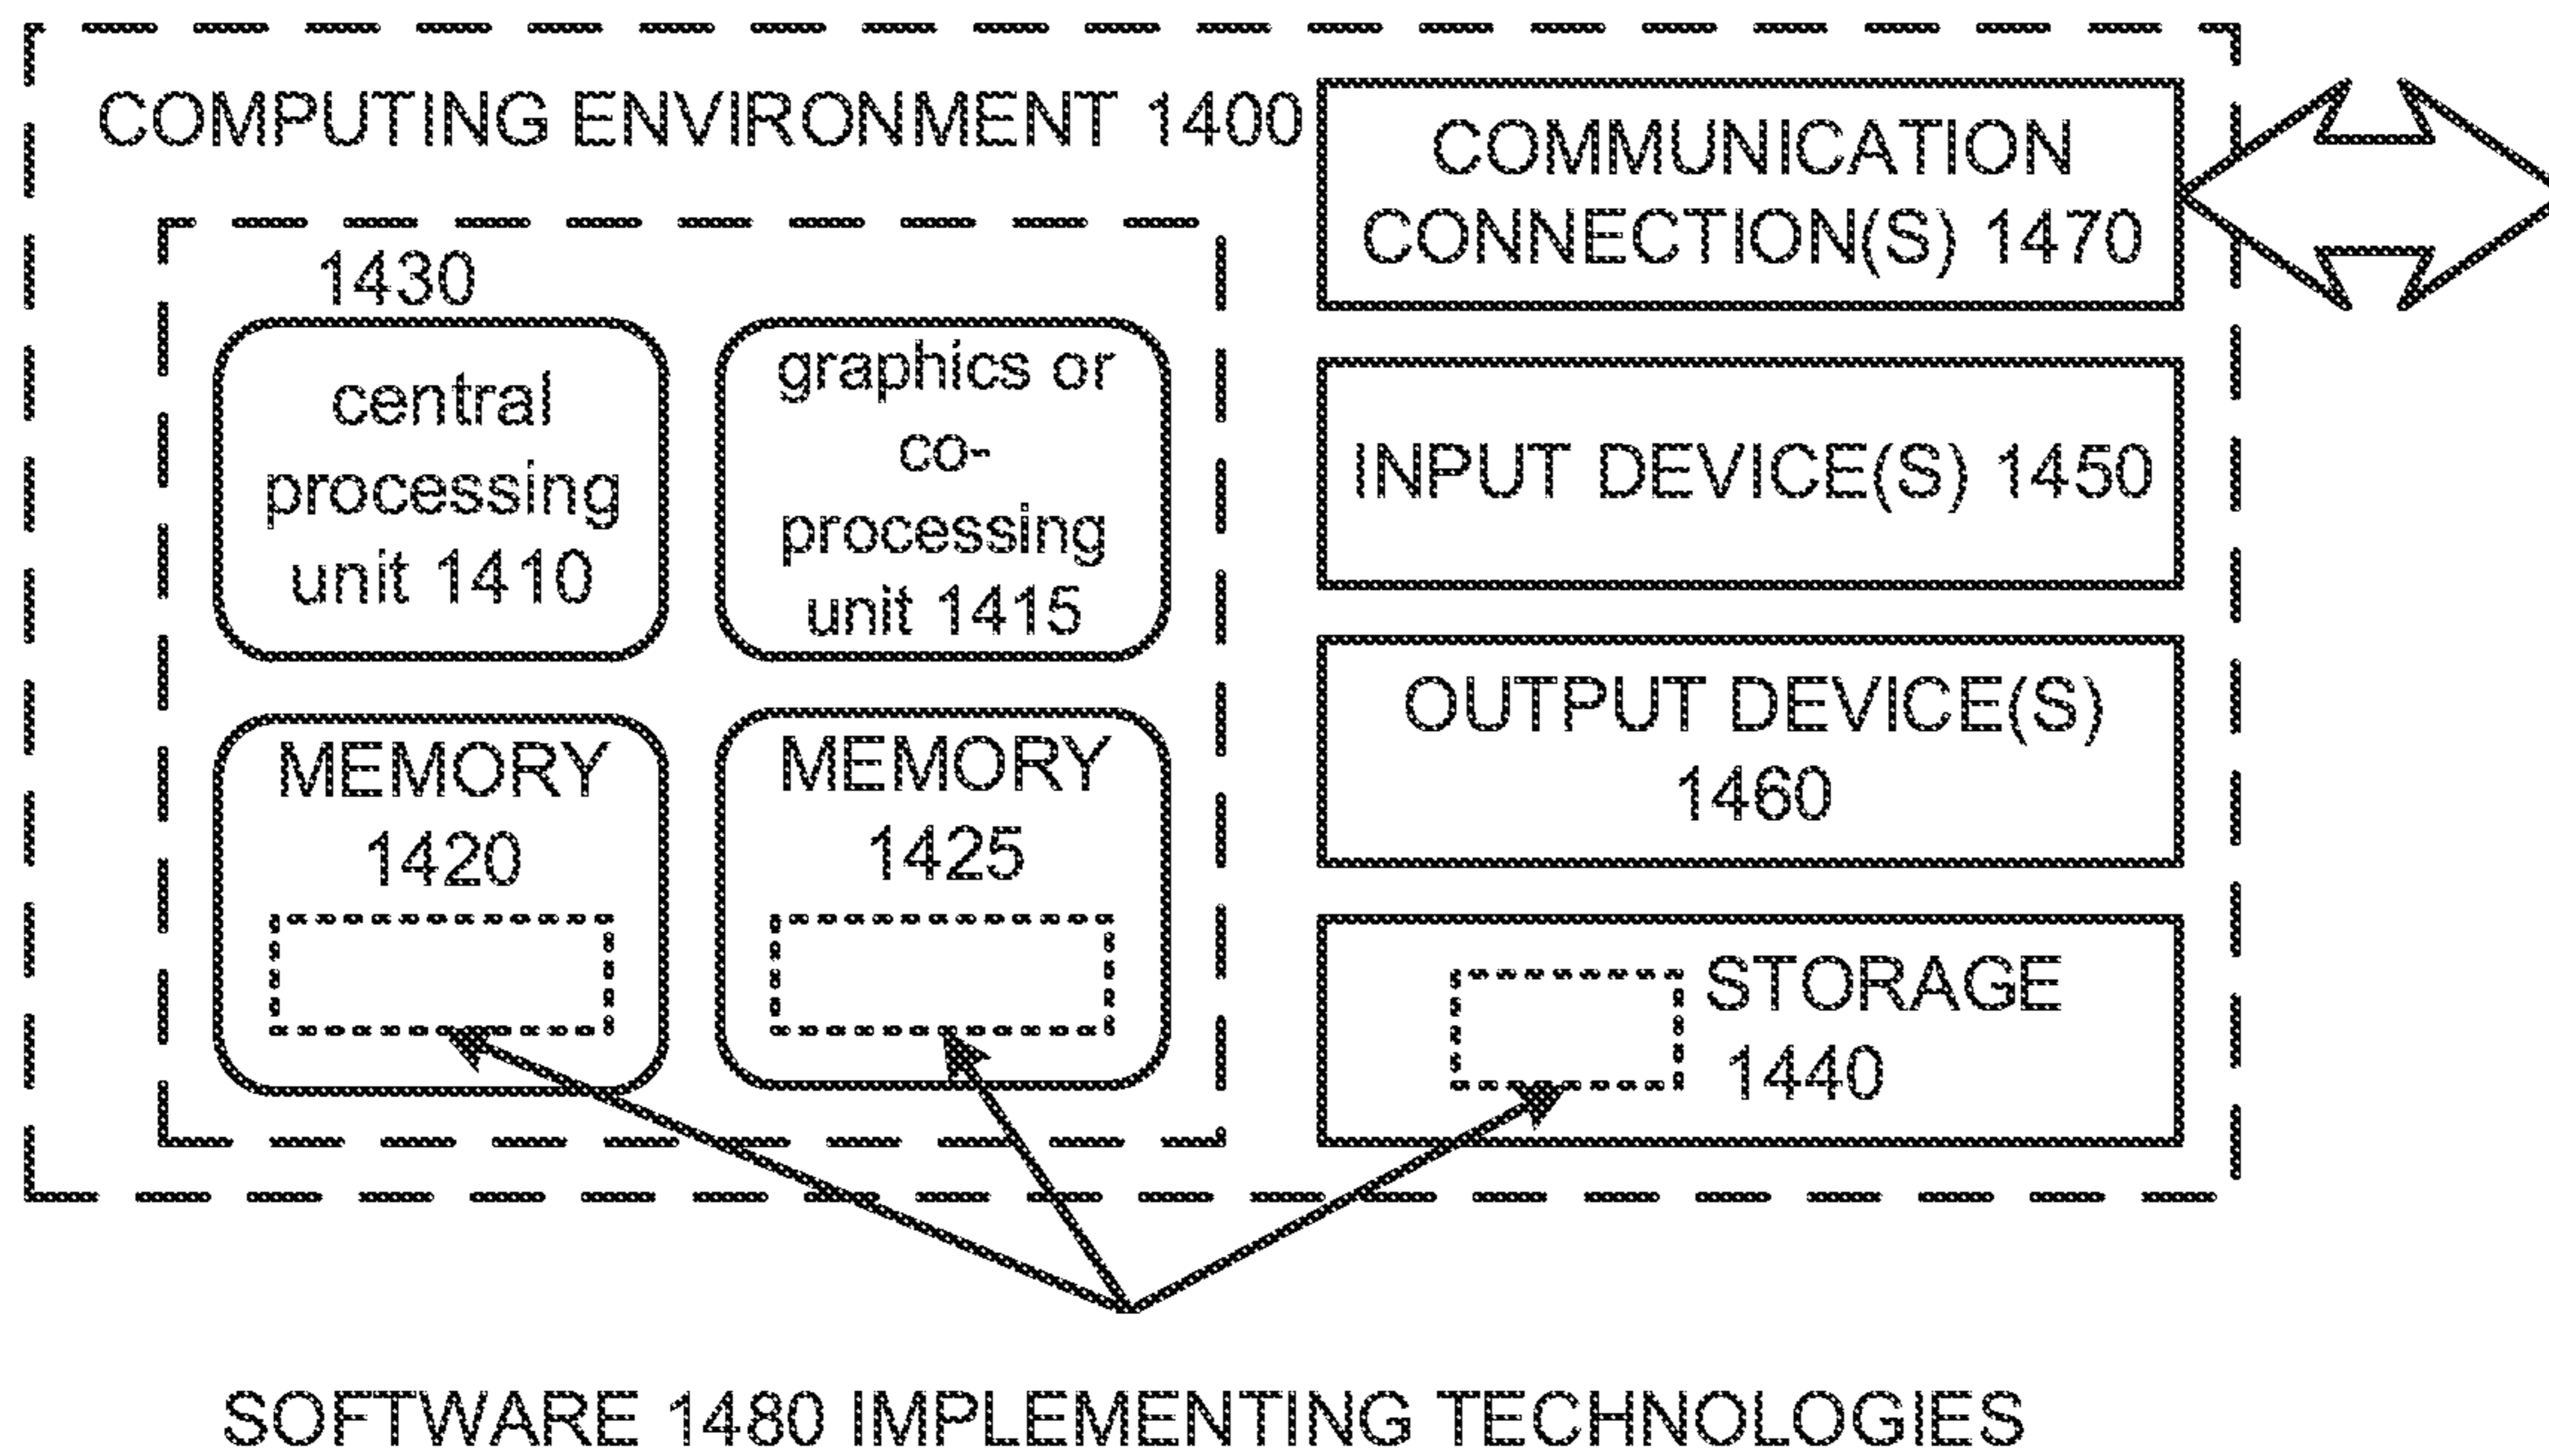 COMPUTING ENVIRONMENT 1400
1430
central
processing
unit 1410
graphics or
co-
processing
unit 1415
MEMORY
1420
MEMORY
1425
COMMUNICATION
CONNECTION(S) 1470
INPUT DEVICE(S) 1450
OUTPUT DEVICE(S)
1460
STORAGE
1440
SOFTWARE 1480 IMPLEMENTING TECHNOLOGIES